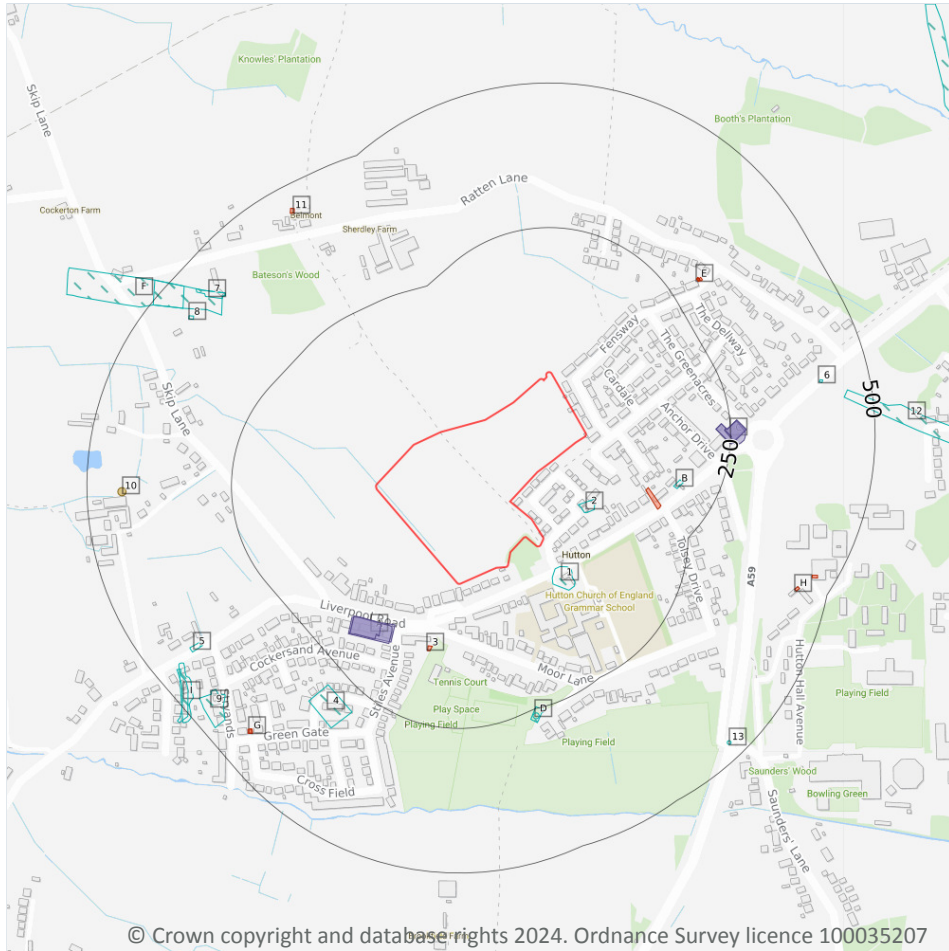 Knowles' Plantation
Skip Lane
Booth's Plantation
Ratten Lane
11
Belmont
Cockerton Farm
Sherdley Farm
Bateson's Wood
E
F
7
8
The Dellway
Fensway
The Greenacres
Cardale
6
500
12
Skip Lane
Anchor Drive
250
B
10
2
Tolsey Drive
A59
Hutton
1
Hutton Church of England
Grammar School
H
Liverpool Road
5
3
Cockersand Avenue
Moor Lane
Hutton Hall Avenue
Tennis Court
Stiles Avenue
I
9
4
Play Space
D
Playing Field
Playing Field
G
Green Gate
Playing Field
13
Saunders' Wood
Cross Field
Bowling Green
Saunders' Lane
© Crown copyright and database rights 2024. Ordnance Survey licence 100035207